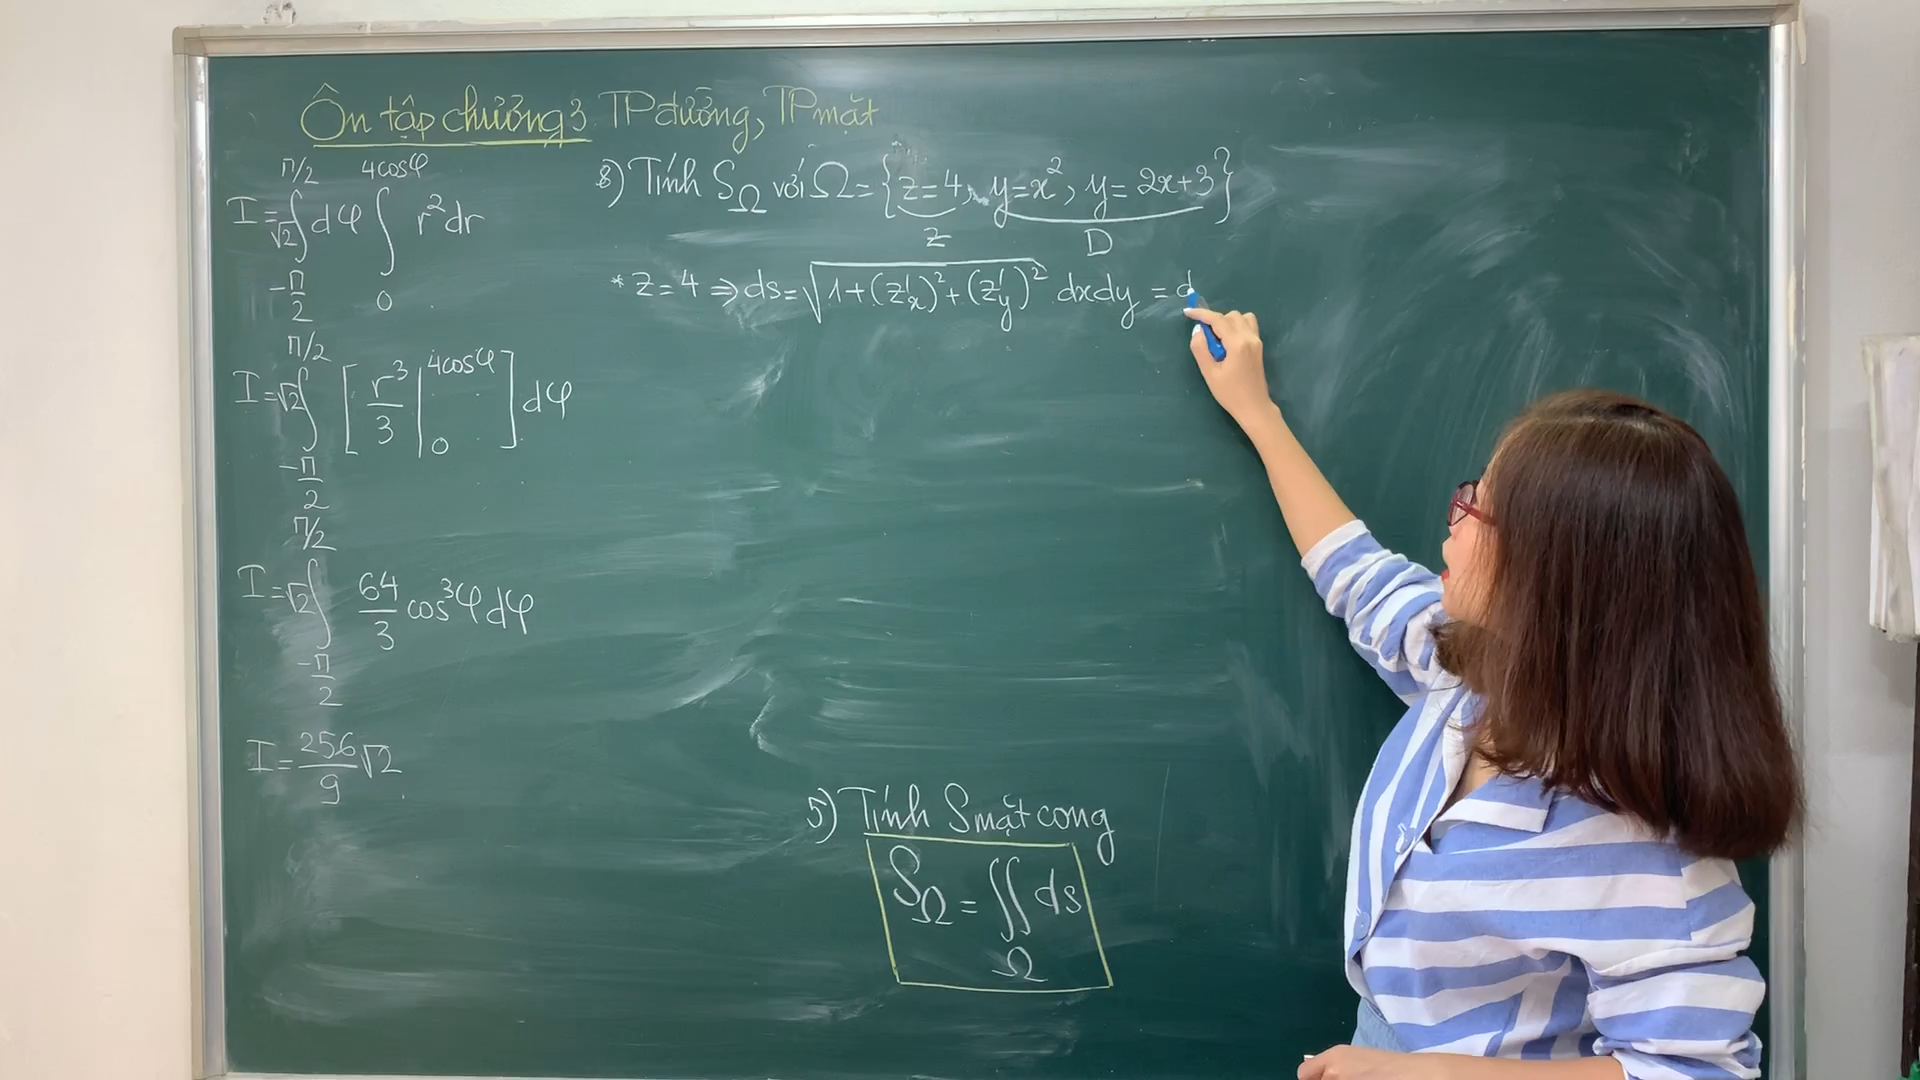 Ôn tập chương 3 TP đường, TP mặt
I = √2 ∫_{-π/2}^{π/2} dφ ∫_0^{4cosφ} r² dr
I = √2 ∫_{-π/2}^{π/2} [ r³/3 |_0^{4cosφ} ] dφ
I = √2 ∫_{-π/2}^{π/2} 64/3 cos³φ dφ
I = 256/9 √2
8) Tính S_Ω với Ω = {z=4, y=x², y=2x+3}
z D
* z=4 ⇒ ds = √(1+(z'x)²+(z'y)²) dxdy = d
5) Tính S mặt cong
S_Ω = ∬_Ω ds